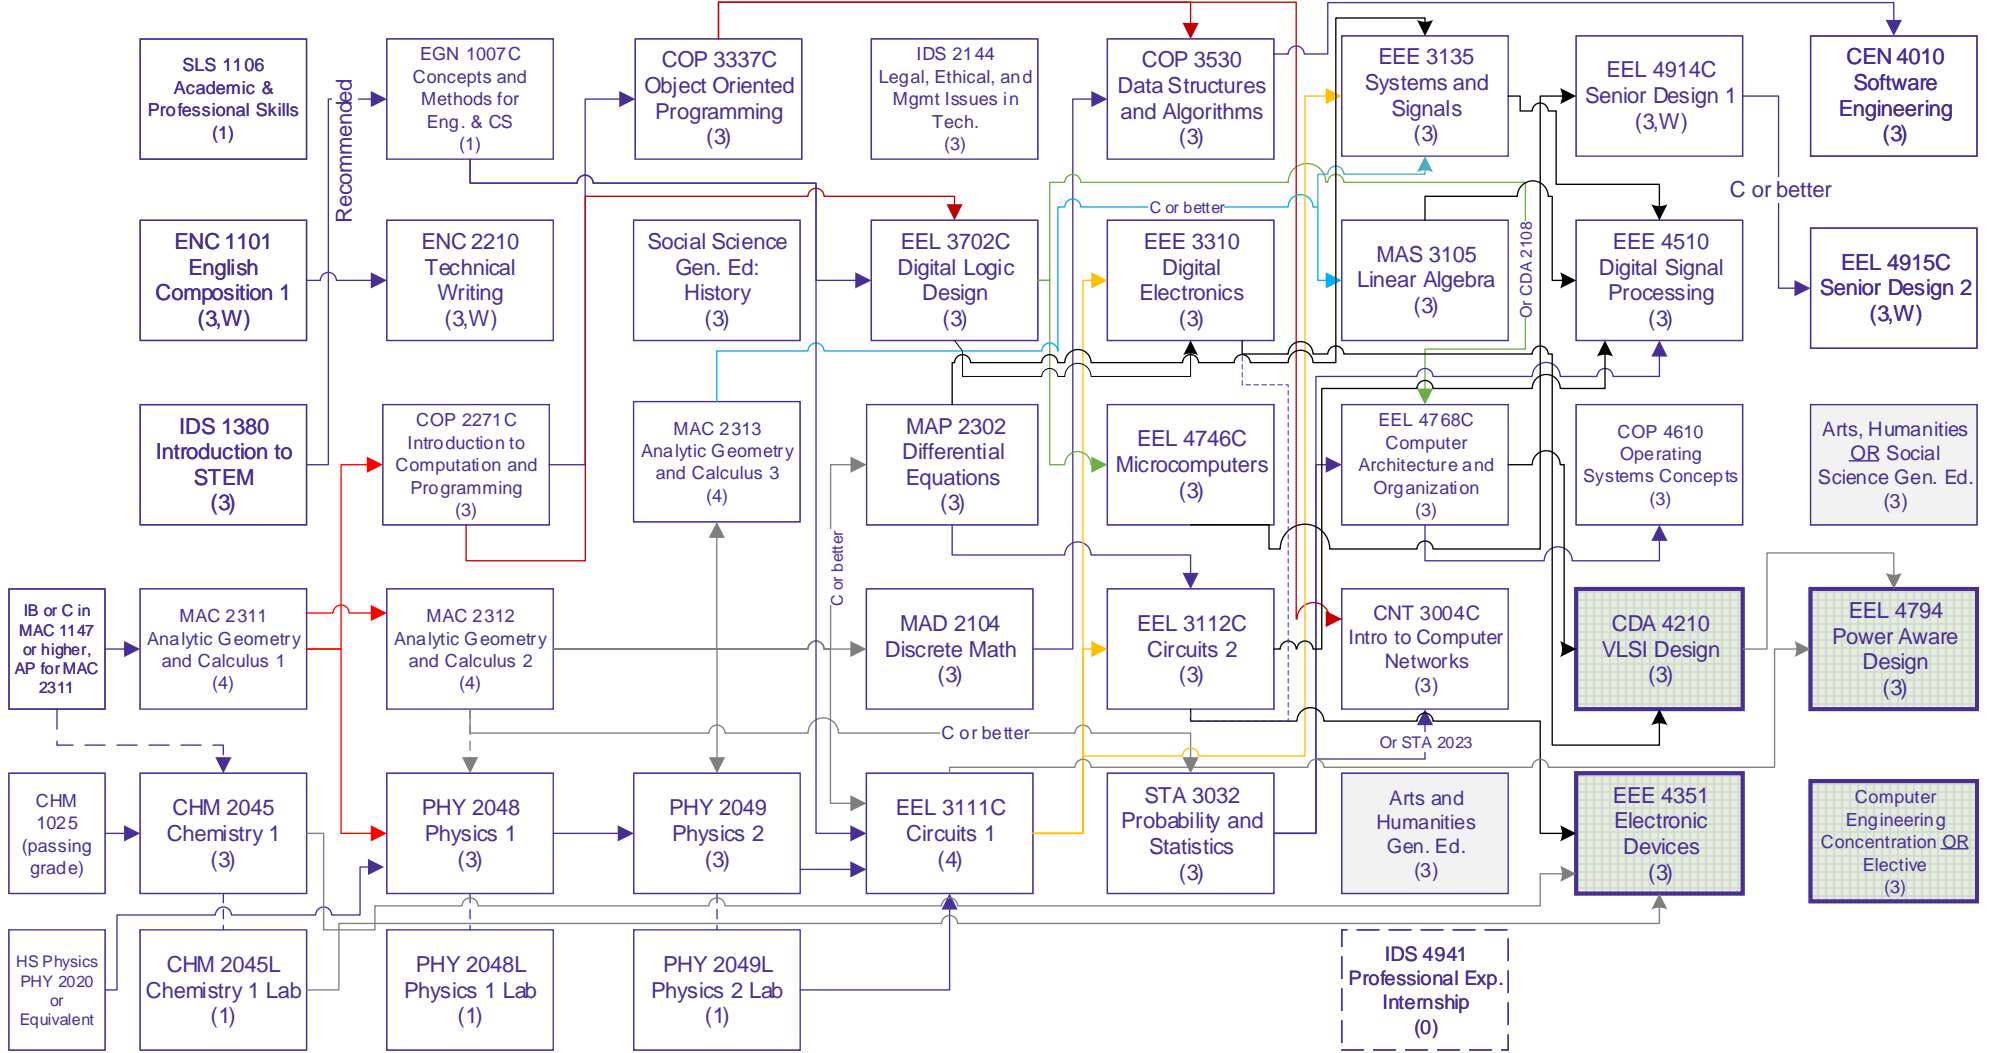 SLS 1106
Academic &
Professional Skills
(1)
Recommended
EGN 1007C
Concepts and
Methods for
Eng. & CS
(1)
COP 3337C
Object Oriented
Programming
(3)
IDS 2144
Legal, Ethical, and
Mgmt Issues in
Tech.
(3)
COP 3530
Data Structures
and Algorithms
(3)
EEE 3135
Systems and
Signals
(3)
EEL 4914C
Senior Design 1
(3,W)
CEN 4010
Software
Engineering
(3)
C or better
ENC 1101
English
Composition 1
(3,W)
ENC 2210
Technical
Writing
(3,W)
Social Science
Gen. Ed:
History
(3)
EEL 3702C
Digital Logic
Design
(3)
C or better
EEE 3310
Digital
Electronics
(3)
MAS 3105
Linear Algebra
(3)
Or CDA 2108
EEE 4510
Digital Signal
Processing
(3)
EEL 4915C
Senior Design 2
(3,W)
IDS 1380
Introduction to
STEM
(3)
COP 2271C
Introduction to
Computation and
Programming
(3)
MAC 2313
Analytic Geometry
and Calculus 3
(4)
C or better
MAP 2302
Differential
Equations
(3)
EEL 4746C
Microcomputers
(3)
EEL 4768C
Computer
Architecture and
Organization
(3)
COP 4610
Operating
Systems Concepts
(3)
Arts, Humanities
OR Social
Science Gen. Ed.
(3)
IB or C in
MAC 1147
or higher,
AP for MAC
2311
MAC 2311
Analytic Geometry
and Calculus 1
(4)
MAC 2312
Analytic Geometry
and Calculus 2
(4)
MAD 2104
Discrete Math
(3)
EEL 3112C
Circuits 2
(3)
CNT 3004C
Intro to Computer
Networks
(3)
CDA 4210
VLSI Design
(3)
EEL 4794
Power Aware
Design
(3)
C or better
Or STA 2023
CHM
1025
(passing
grade)
CHM 2045
Chemistry 1
(3)
PHY 2048
Physics 1
(3)
PHY 2049
Physics 2
(3)
EEL 3111C
Circuits 1
(4)
STA 3032
Probability and
Statistics
(3)
Arts and
Humanities
Gen. Ed.
(3)
EEE 4351
Electronic
Devices
(3)
Computer
Engineering
Concentration OR
Elective
(3)
HS Physics
PHY 2020
or
Equivalent
CHM 2045L
Chemistry 1 Lab
(1)
PHY 2048L
Physics 1 Lab
(1)
PHY 2049L
Physics 2 Lab
(1)
IDS 4941
Professional Exp.
Internship
(0)